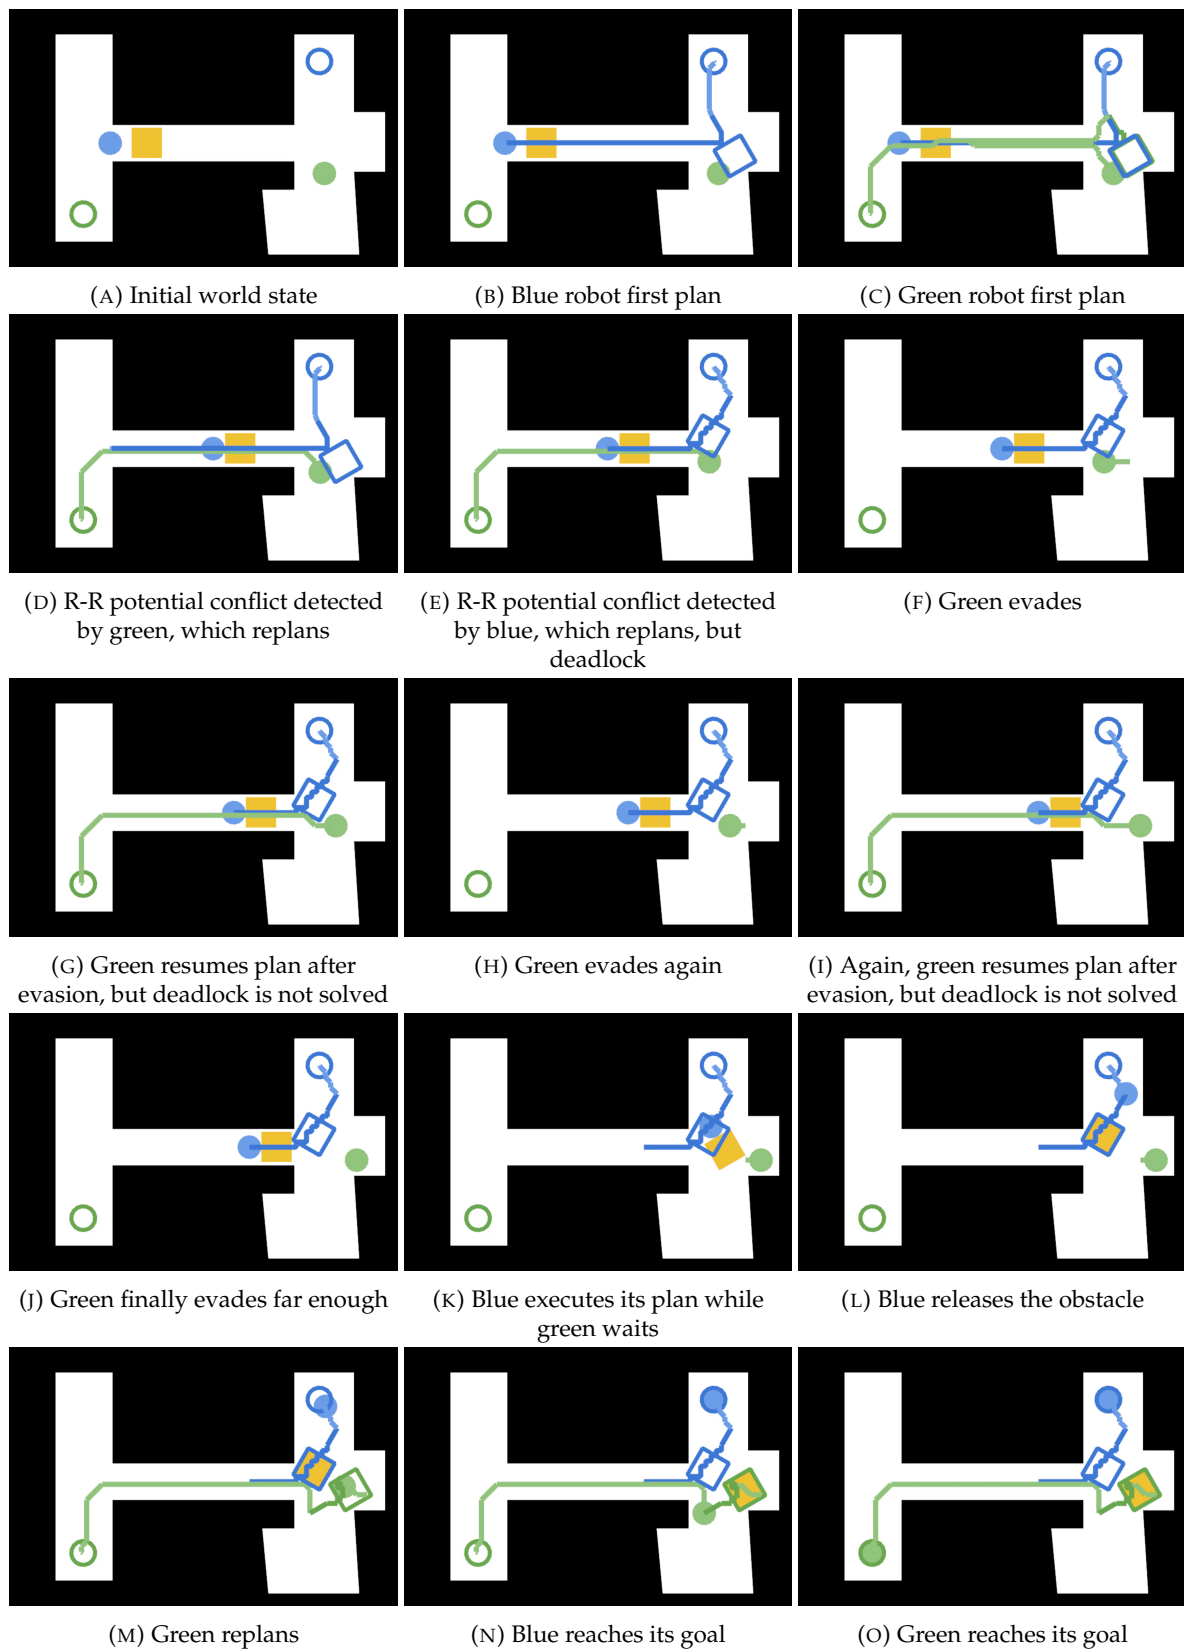 (A) Initial world state
(B) Blue robot first plan
(C) Green robot first plan
(D) R-R potential conflict detected
by green, which replans
(E) R-R potential conflict detected
by blue, which replans, but
deadlock
(F) Green evades
(G) Green resumes plan after
evasion, but deadlock is not solved
(H) Green evades again
(I) Again, green resumes plan after
evasion, but deadlock is not solved
(J) Green finally evades far enough
(K) Blue executes its plan while
green waits
(L) Blue releases the obstacle
(M) Green replans
(N) Blue reaches its goal
(O) Green reaches its goal